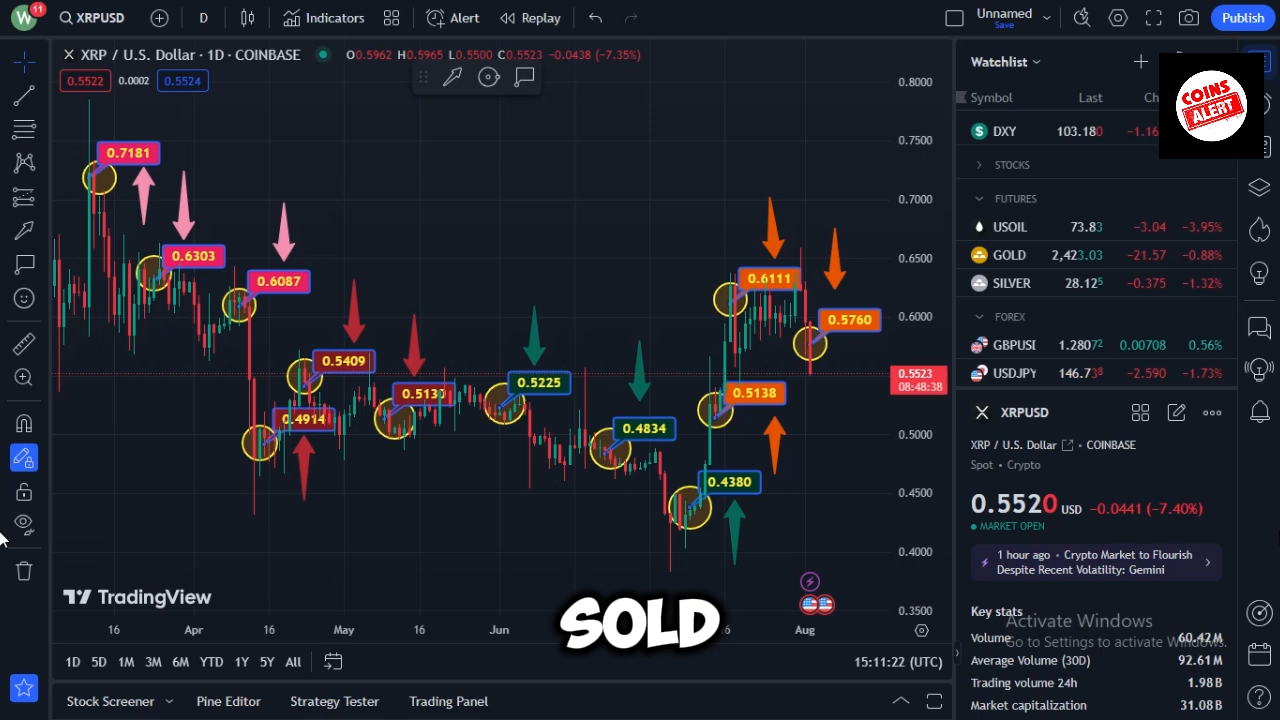 W 11 XRPUSD D Indicators Alert Replay Unnamed Save Publish
XRP / U.S. Dollar · 1D · COINBASE O0.5962 H0.5965 L0.5500 C0.5523 -0.0438 (-7.35%)
0.5522 0.0002 0.5524
0.8000
0.7500
0.7000
0.6500
0.6000
0.5523
08:48:38
0.5000
0.4500
0.4000
0.3500
0.7181
0.6303
0.6087
0.5409
0.4914
0.5130
0.5225
0.4834
0.4380
0.5138
0.6111
0.5760
TradingView
SOLD
16 Apr 16 May 16 Jun 16 Aug
1D 5D 1M 3M 6M YTD 1Y 5Y All 15:11:22 (UTC)
Stock Screener Pine Editor Strategy Tester Trading Panel
Watchlist
COINS
ALERT
Symbol Last Ch
DXY 103.180 -1.16
STOCKS
FUTURES
USOIL 73.83 -3.04 -3.95%
GOLD 2,423.03 -21.57 -0.88%
SILVER 28.125 -0.375 -1.32%
FOREX
GBPUSI 1.28072 0.00708 0.56%
USDJPY 146.738 -2.590 -1.73%
XRPUSD
XRP / U.S. Dollar · COINBASE
Spot · Crypto
0.5520 USD -0.0441 (-7.40%)
MARKET OPEN
1 hour ago · Crypto Market to Flourish
Despite Recent Volatility: Gemini
Key stats
Activate Windows
Go to Settings to activate Windows.
Volume 60.42M
Average Volume (30D) 92.61M
Trading volume 24h 1.98B
Market capitalization 31.08B